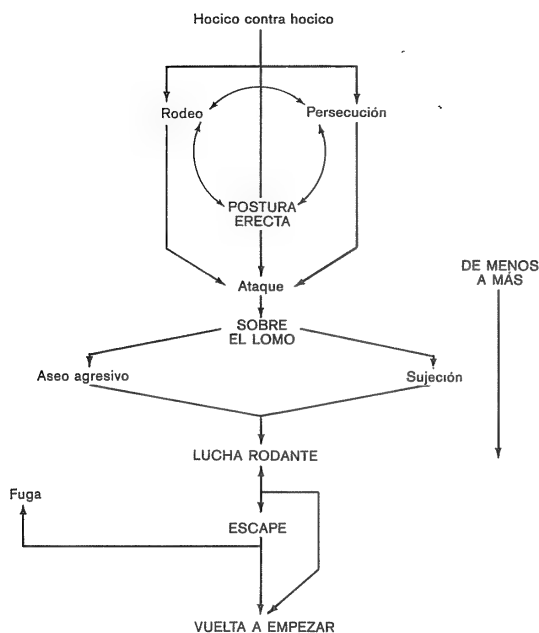 Hocico contra hocico
Rodeo
Persecución
POSTURA
ERECTA
Ataque
DE MENOS
A MÁS
SOBRE
EL LOMO
Aseo agresivo
Sujeción
LUCHA RODANTE
Fuga
ESCAPE
VUELTA A EMPEZAR